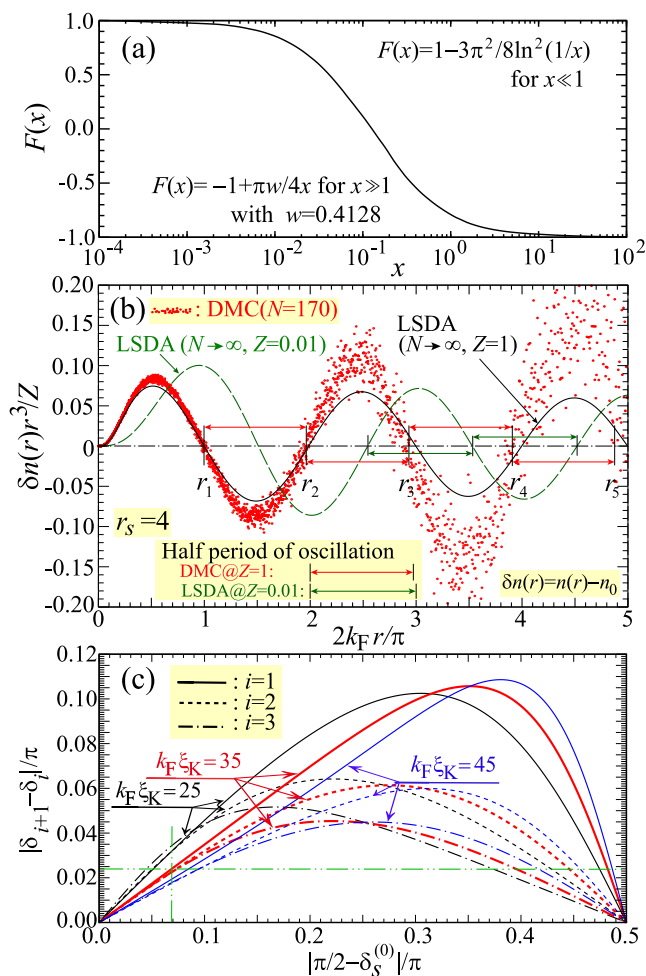 (a)
F(x)=1−3π²/8ln²(1/x)
for x≪1
F(x)=−1+πw/4x for x≫1
with w=0.4128
F(x)
1.0
0.5
0.0
-0.5
-1.0
10⁻⁴ 10⁻³ 10⁻² 10⁻¹ 10⁰ 10¹ 10²
x
(b)
: DMC(N=170)
LSDA (N→∞, Z=0.01)
LSDA
(N→∞, Z=1)
δn(r)r³/Z
0.20
0.15
0.10
0.05
0
-0.05
-0.10
-0.15
-0.20
r₁ r₂ r₃ r₄ r₅
rₛ=4
Half period of oscillation
DMC@Z=1:
LSDA@Z=0.01:
δn(r)=n(r)−n₀
0 1 2 3 4 5
2k_F r/π
(c)
: i=1
: i=2
: i=3
k_Fξ_K=35
k_Fξ_K=45
k_Fξ_K=25
|δᵢ₊₁−δᵢ|/π
0.12
0.10
0.08
0.06
0.04
0.02
0.00
0.0 0.1 0.2 0.3 0.4 0.5
|π/2−δ_S⁽⁰⁾|/π